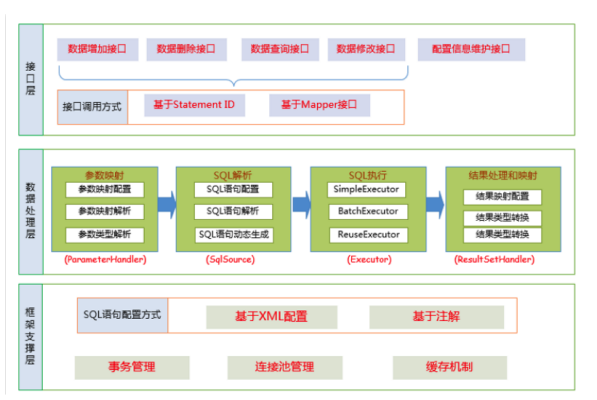 接口层
数据增加接口
数据删除接口
数据查询接口
数据修改接口
配置信息维护接口
接口调用方式
基于Statement ID
基于Mapper接口
数据处理层
参数映射
参数映射配置
参数映射解析
参数类型解析
(ParameterHandler)
SQL解析
SQL语句配置
SQL语句解析
SQL语句动态生成
(SqlSource)
SQL执行
SimpleExecutor
BatchExecutor
ReuseExecutor
(Executor)
结果处理和映射
结果映射配置
结果类型转换
结果类型转换
(ResultSetHandler)
框架支撑层
SQL语句配置方式
基于XML配置
基于注解
事务管理
连接池管理
缓存机制